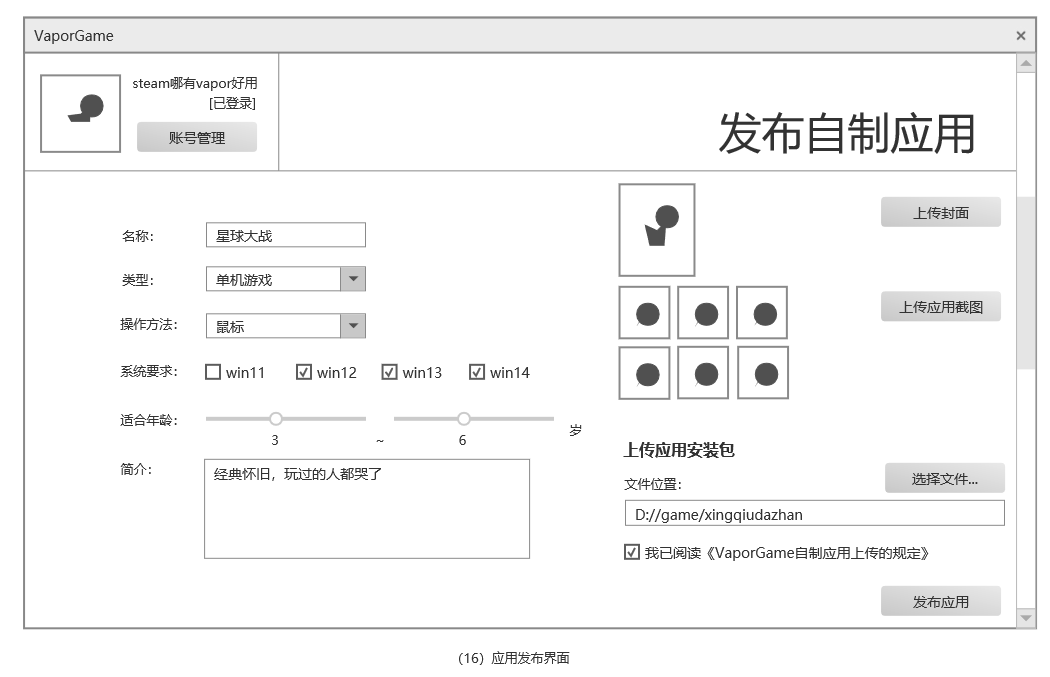 VaporGame
steam哪有vapor好用
[已登录]
账号管理
发布自制应用
名称：
星球大战
类型：
单机游戏
操作方法：
鼠标
系统要求：
win11
win12
win13
win14
适合年龄：
3
~
6
岁
简介：
经典怀旧，玩过的人都哭了
上传封面
上传应用截图
上传应用安装包
文件位置：
选择文件...
D://game/xingqiudazhan
我已阅读《VaporGame自制应用上传的规定》
发布应用
（16）应用发布界面